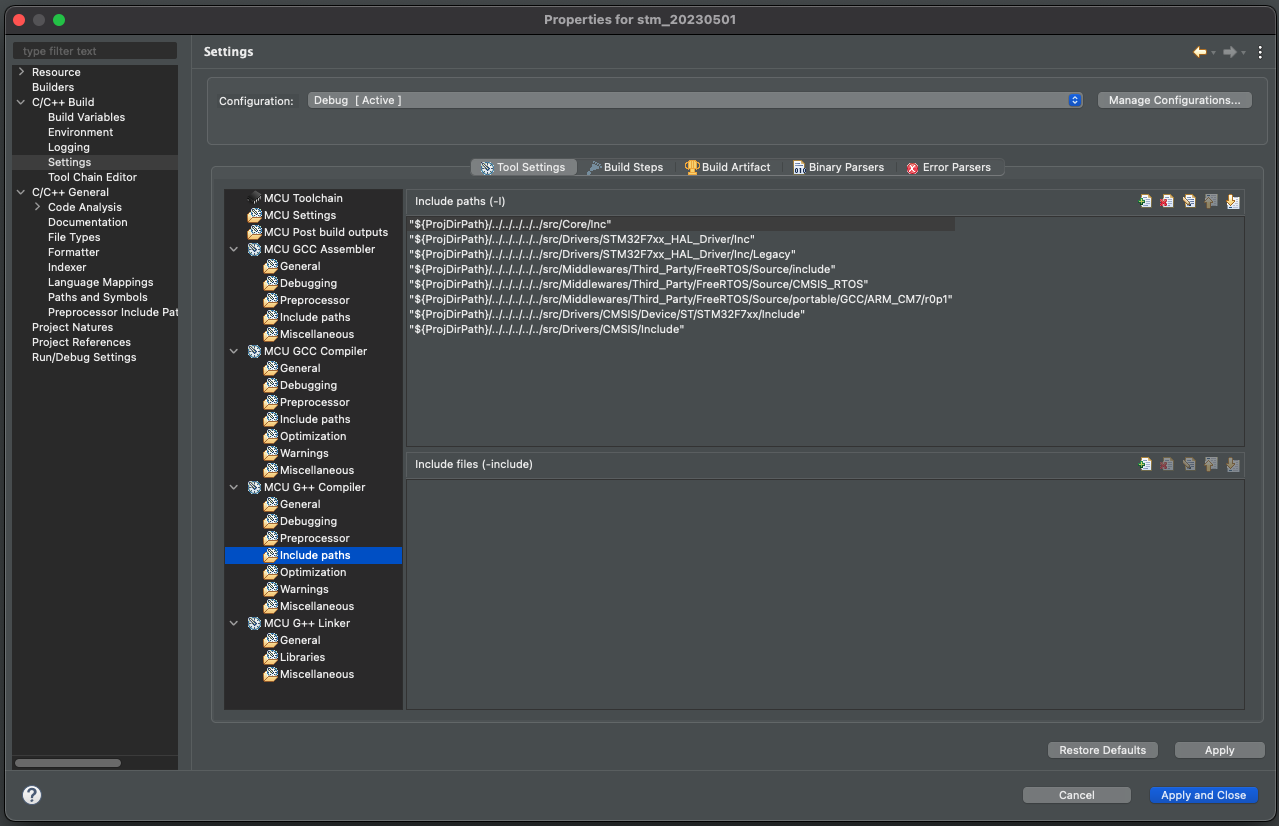 Properties for stm_20230501
type filter text
Resource
Builders
C/C++ Build
Build Variables
Environment
Logging
Settings
Tool Chain Editor
C/C++ General
Code Analysis
Documentation
File Types
Formatter
Indexer
Language Mappings
Paths and Symbols
Preprocessor Include Pat
Project Natures
Project References
Run/Debug Settings
Settings
Configuration:
Debug [ Active ]
Manage Configurations...
Tool Settings
Build Steps
Build Artifact
Binary Parsers
Error Parsers
MCU Toolchain
MCU Settings
MCU Post build outputs
MCU GCC Assembler
General
Debugging
Preprocessor
Include paths
Miscellaneous
MCU GCC Compiler
General
Debugging
Preprocessor
Include paths
Optimization
Warnings
Miscellaneous
MCU G++ Compiler
General
Debugging
Preprocessor
Include paths
Optimization
Warnings
Miscellaneous
MCU G++ Linker
General
Libraries
Miscellaneous
Include paths (-I)
"${ProjDirPath}/../../../../../src/Core/Inc"
"${ProjDirPath}/../../../../../src/Drivers/STM32F7xx_HAL_Driver/Inc"
"${ProjDirPath}/../../../../../src/Drivers/STM32F7xx_HAL_Driver/Inc/Legacy"
"${ProjDirPath}/../../../../../src/Middlewares/Third_Party/FreeRTOS/Source/include"
"${ProjDirPath}/../../../../../src/Middlewares/Third_Party/FreeRTOS/Source/CMSIS_RTOS"
"${ProjDirPath}/../../../../../src/Middlewares/Third_Party/FreeRTOS/Source/portable/GCC/ARM_CM7/r0p1"
"${ProjDirPath}/../../../../../src/Drivers/CMSIS/Device/ST/STM32F7xx/Include"
"${ProjDirPath}/../../../../../src/Drivers/CMSIS/Include"
Include files (-include)
Restore Defaults
Apply
?
Cancel
Apply and Close